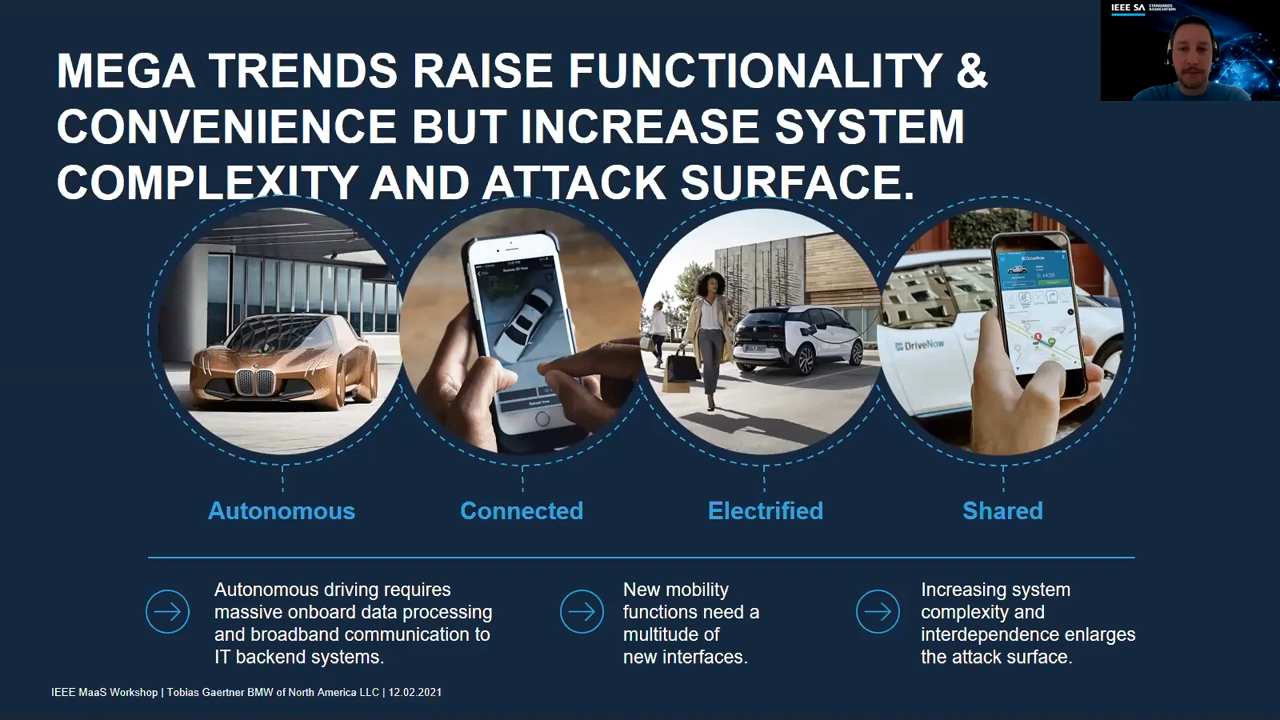 IEEE SA STANDARDS ASSOCIATION
MEGA TRENDS RAISE FUNCTIONALITY &
CONVENIENCE BUT INCREASE SYSTEM
COMPLEXITY AND ATTACK SURFACE.
DriveNow
DriveNow
Autonomous
Connected
Electrified
Shared
Autonomous driving requires
massive onboard data processing
and broadband communication to
IT backend systems.
New mobility
functions need a
multitude of
new interfaces.
Increasing system
complexity and
interdependence enlarges
the attack surface.
IEEE MaaS Workshop | Tobias Gaertner BMW of North America LLC | 12.02.2021